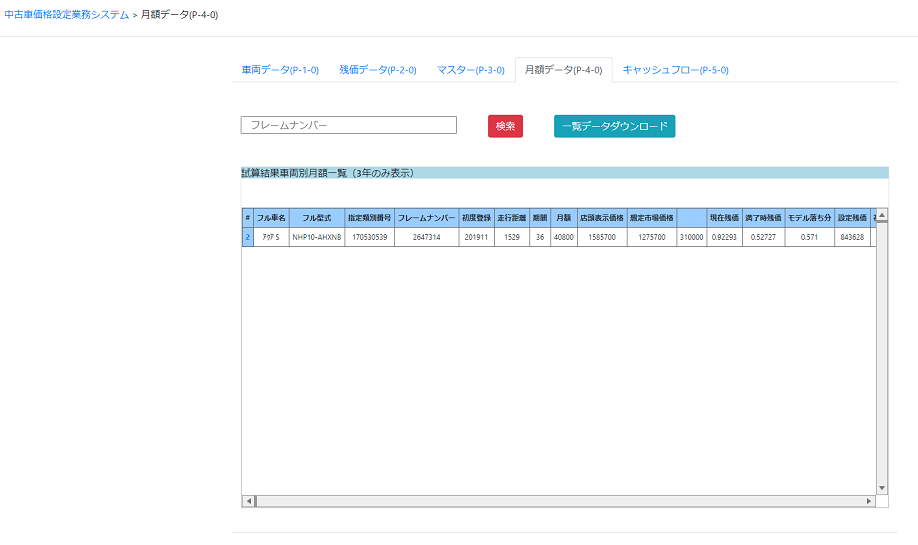 中古車価格設定業務システム > 月額データ(P-4-0)
車両データ(P-1-0) 残価データ(P-2-0) マスター(P-3-0) 月額データ(P-4-0) キャッシュフロー(P-5-0)
フレームナンバー 検索 一覧データダウンロード
試算結果車両別月額一覧（3年のみ表示）
# フル車名 フル型式 指定類別番号 フレームナンバー 初度登録 走行距離 期間 月額 店頭表示価格 想定市場価格 現在残価 満了時残価 モデル落ち分 設定残価
2 ｱｸｱ S NHP10-AHXNB 170530539 2647314 201911 1529 36 40800 1585700 1275700 310000 0.92293 0.52727 0.571 843628